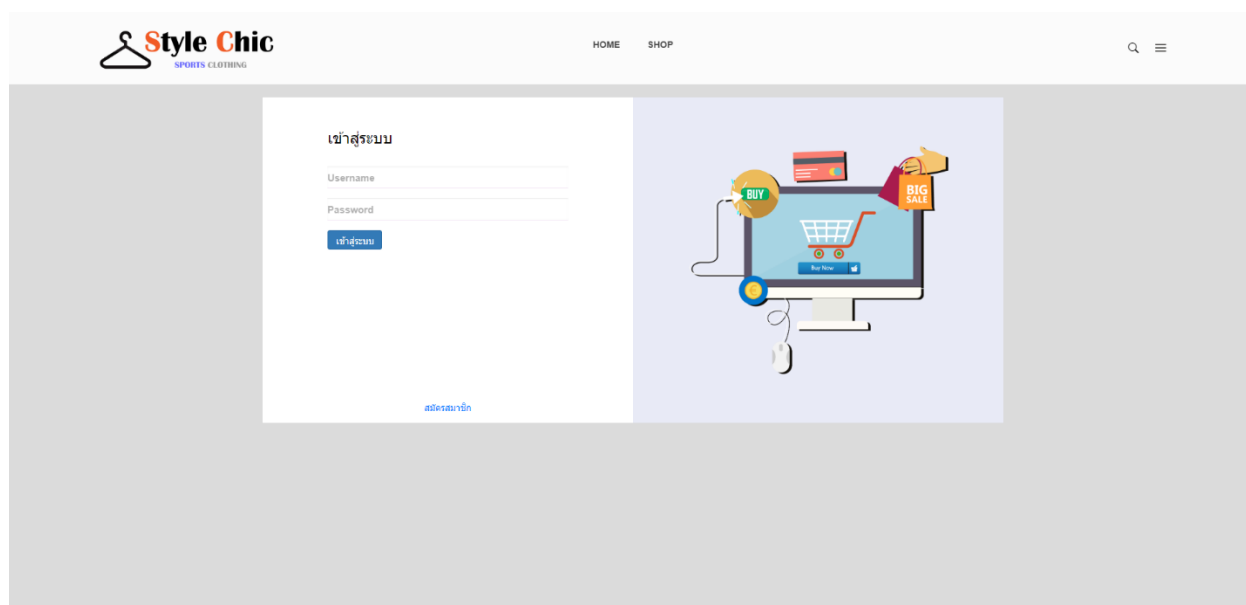 Style Chic
SPORTS CLOTHING
HOME SHOP
เข้าสู่ระบบ
Username
Password
เข้าสู่ระบบ
สมัครสมาชิก
BUY
BIG
SALE
Buy Now
€